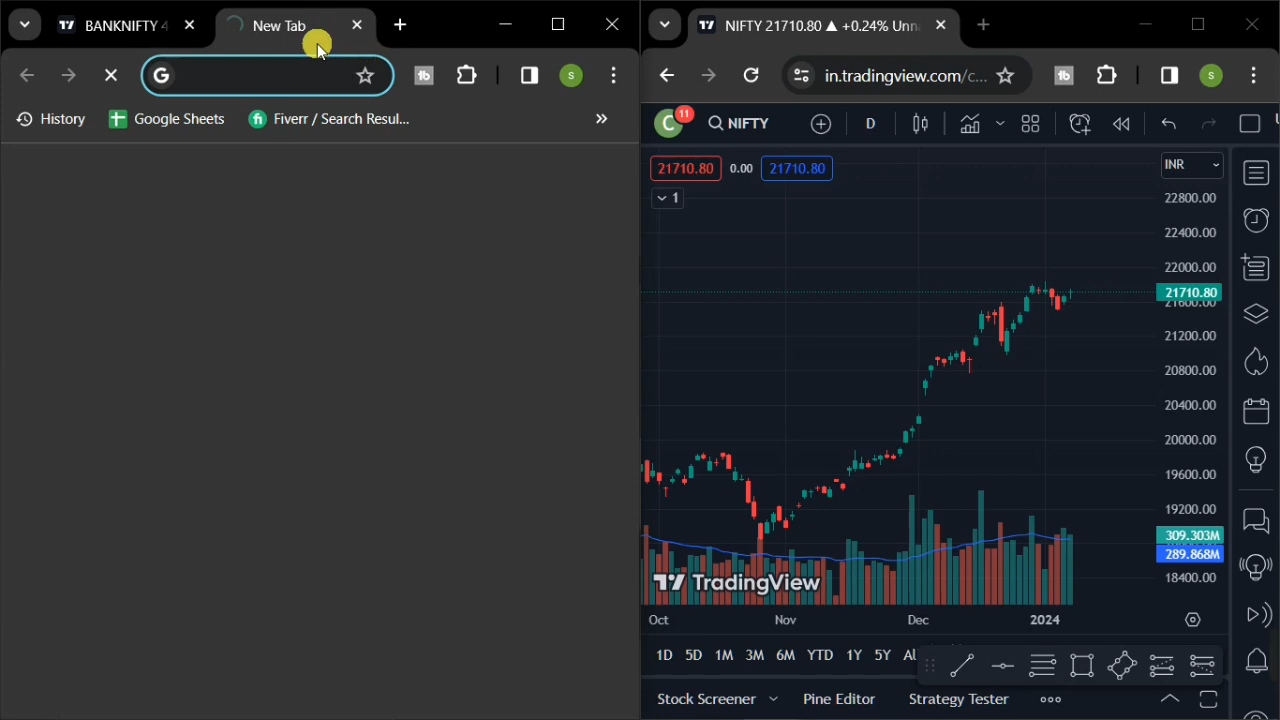 BANKNIFTY 4
New Tab
History
Google Sheets
Fiverr / Search Resul...
NIFTY 21710.80 ▲ +0.24% Unn
in.tradingview.com/c...
S
S
C
11
NIFTY
D
21710.80
0.00
21710.80
1
INR
22800.00
22400.00
22000.00
21710.80
21600.00
21200.00
20800.00
20400.00
20000.00
19600.00
19200.00
309.303M
289.868M
18400.00
TradingView
Oct
Nov
Dec
2024
1D
5D
1M
3M
6M
YTD
1Y
5Y
Stock Screener
Pine Editor
Strategy Tester